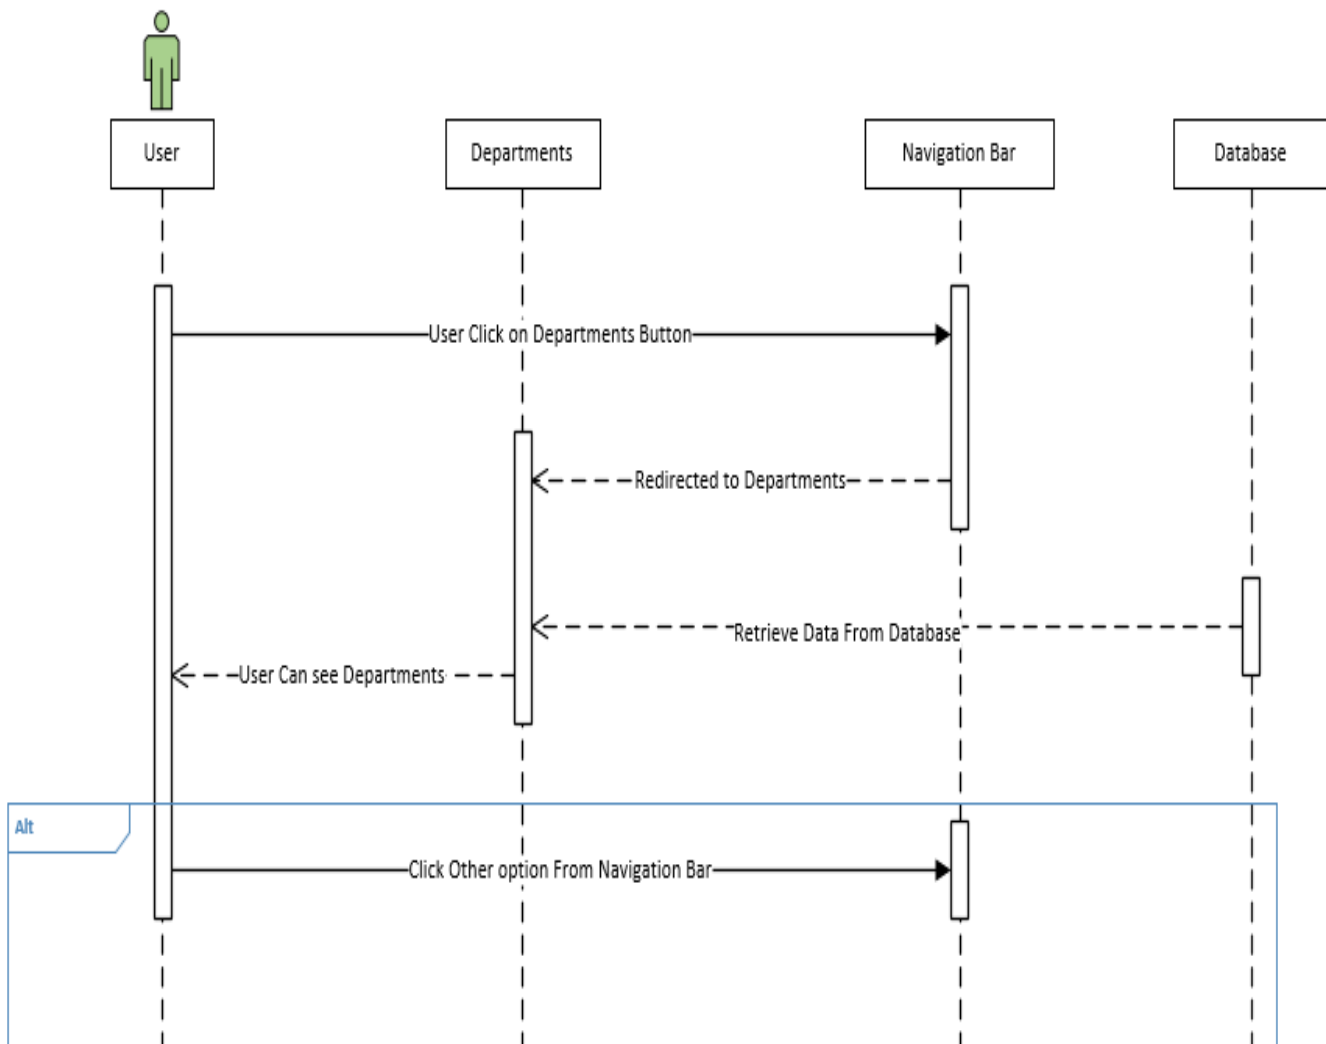 User
Departments
Navigation Bar
Database
User Click on Departments Button
Redirected to Departments
Retrieve Data From Database
User Can see Departments
Alt
Click Other option From Navigation Bar